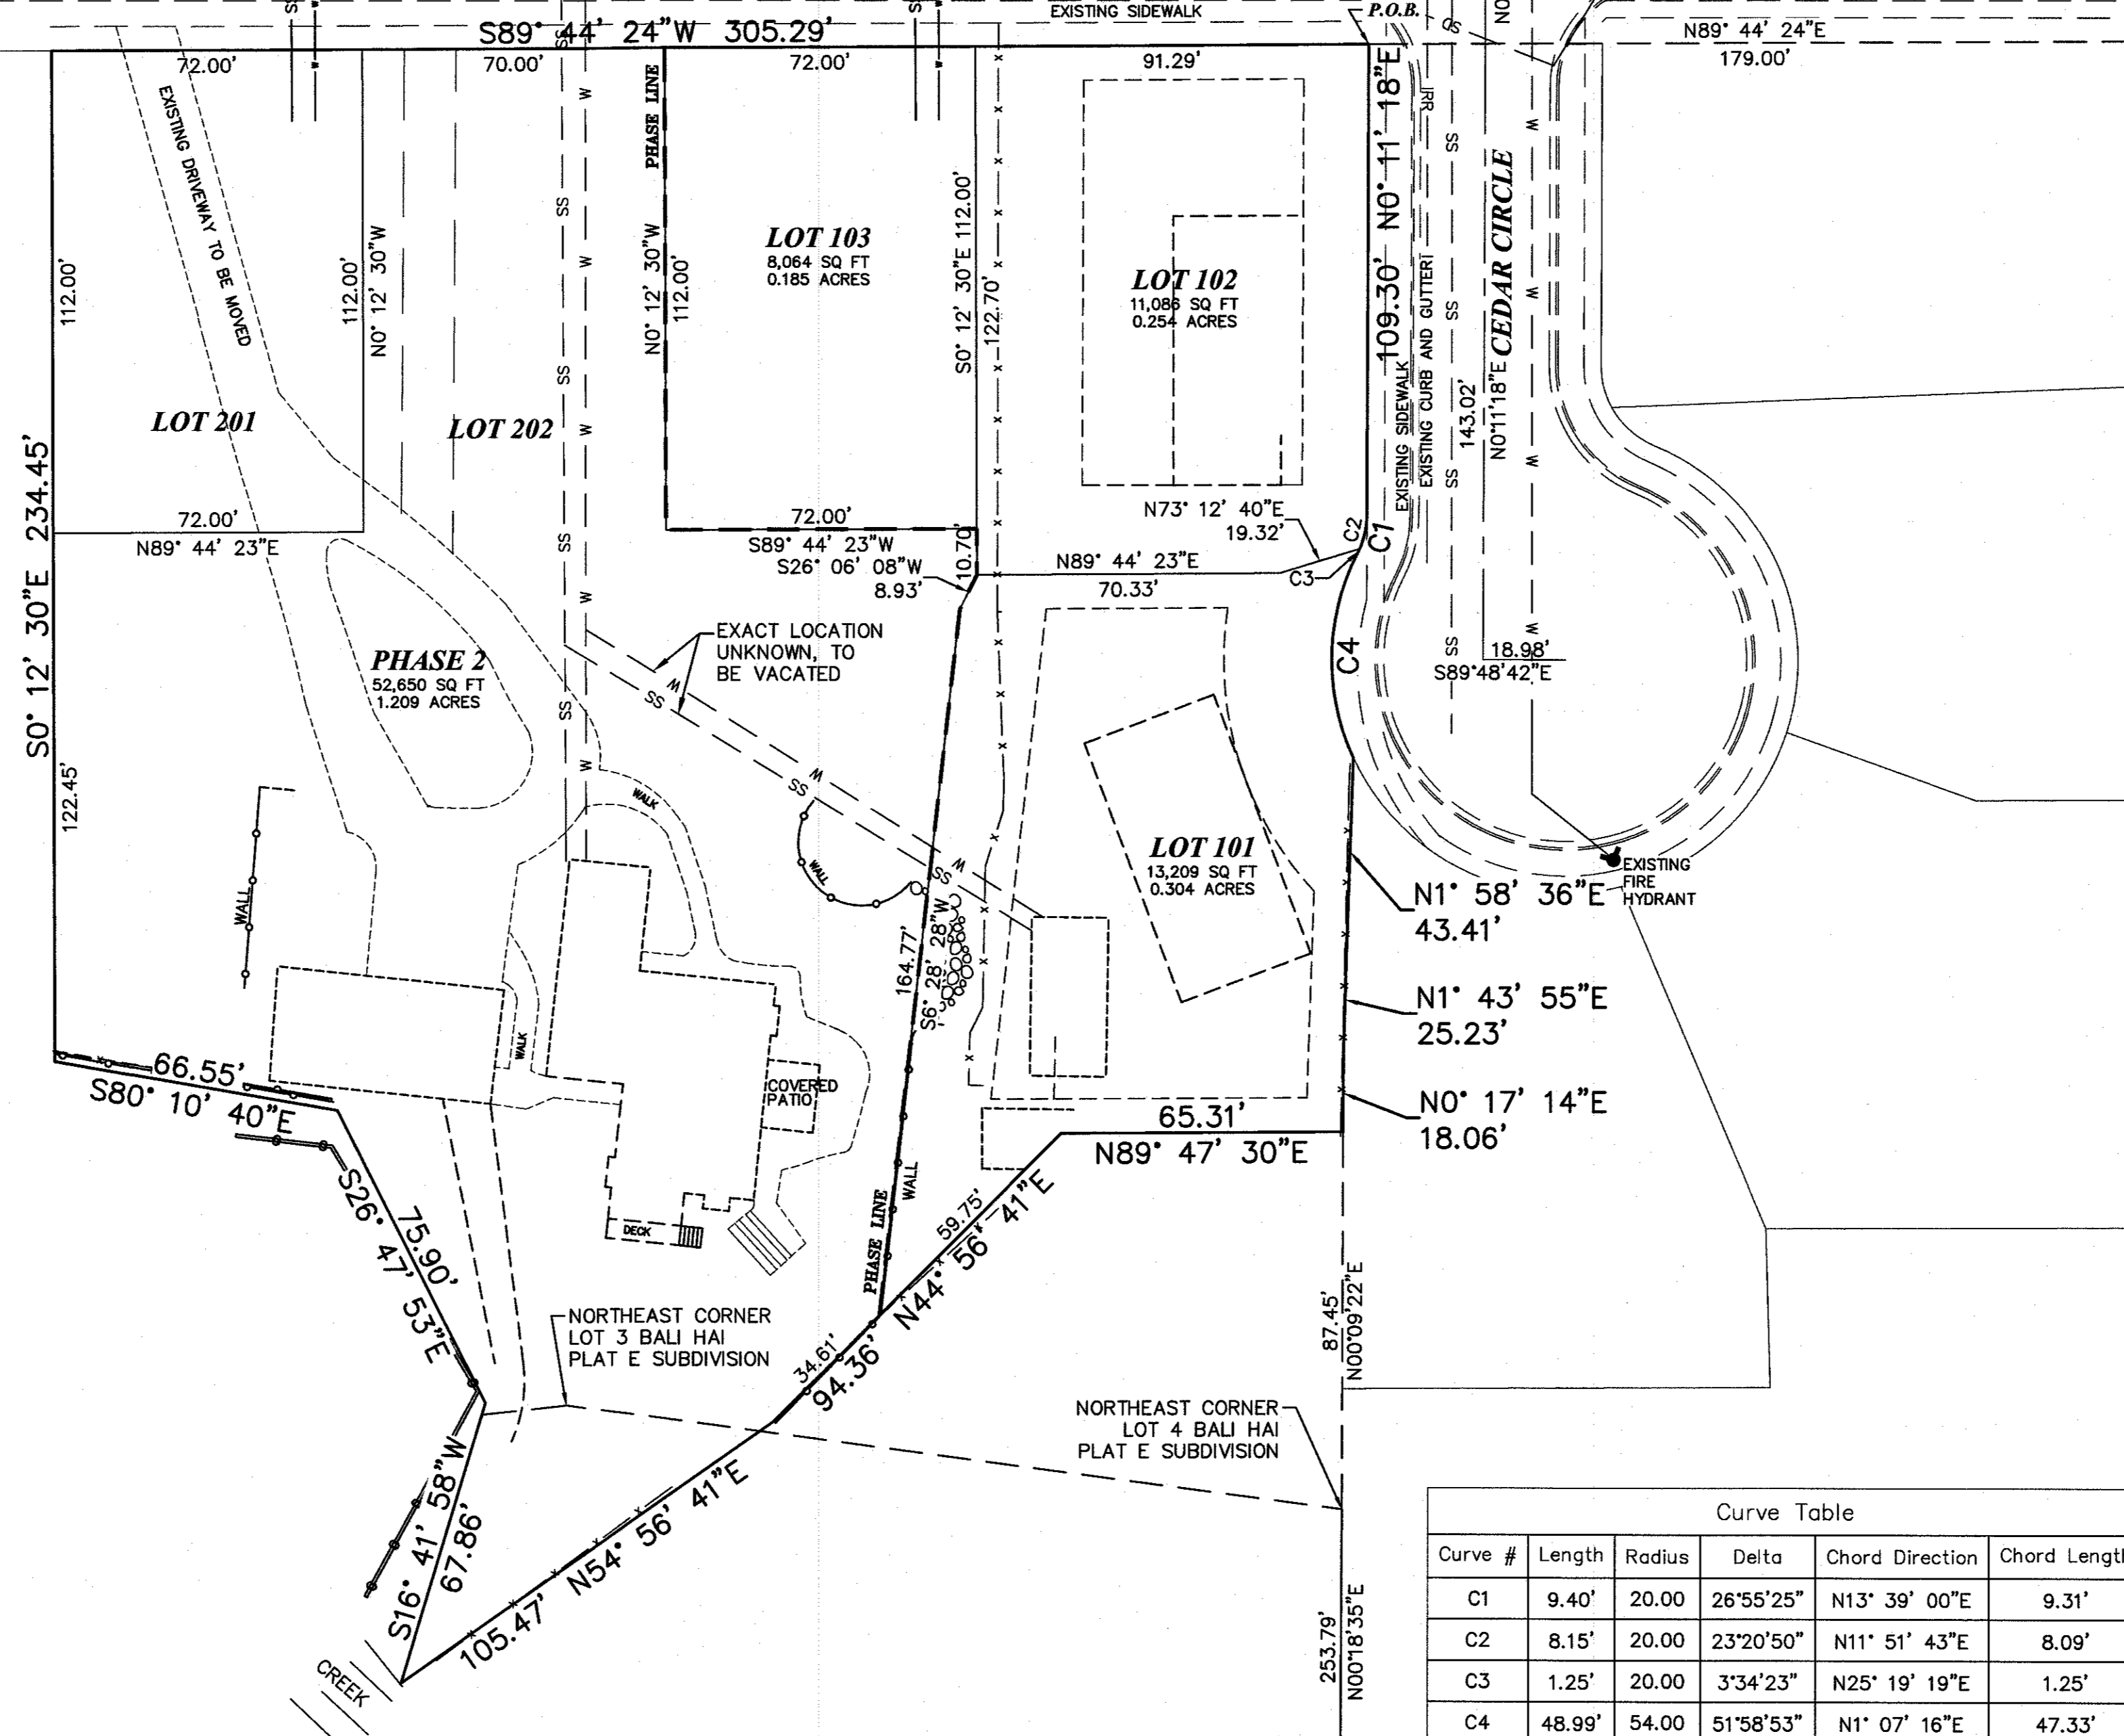 EXISTING SIDEWALK
P.O.B.
S89° 44' 24"W 305.29'
N89° 44' 24"E
179.00'
72.00'
70.00'
72.00'
91.29'
SS
W
SS
W
SS
W
EXISTING DRIVEWAY TO BE MOVED
PHASE LINE
112.00'
112.00'
N0° 12' 30"W
N0° 12' 30"W
112.00'
LOT 103
8,064 SQ FT
0.185 ACRES
S0° 12' 30"E 112.00'
122.70'
LOT 102
11,086 SQ FT
0.254 ACRES
109.30' N0° 11' 18"E
IRR
EXISTING SIDEWALK
EXISTING CURB AND GUTTER
143.02'
N0°11'18"E
CEDAR CIRCLE
LOT 201
LOT 202
S0° 12' 30"E 234.45'
72.00'
N89° 44' 23"E
72.00'
S89° 44' 23"W
S26° 06' 08"W
8.93'
10.70'
N73° 12' 40"E
19.32'
N89° 44' 23"E
70.33'
C2
C1
C3
C4
18.98'
S89°48'42"E
EXACT LOCATION
UNKNOWN, TO
BE VACATED
PHASE 2
52,650 SQ FT
1.209 ACRES
122.45'
WALK
WALL
WALL
LOT 101
13,209 SQ FT
0.304 ACRES
EXISTING
FIRE
HYDRANT
N1° 58' 36"E
43.41'
164.77'
S6° 28' 28"W
N1° 43' 55"E
25.23'
WALK
COVERED
PATIO
N0° 17' 14"E
18.06'
66.55'
S80° 10' 40"E
65.31'
N89° 47' 30"E
WALL
PHASE LINE
DECK
59.75'
N44° 56' 41"E
75.90'
S26° 47' 53"E
34.61'
94.36'
87.45'
N00°09'22"E
NORTHEAST CORNER
LOT 3 BALI HAI
PLAT E SUBDIVISION
NORTHEAST CORNER
LOT 4 BALI HAI
PLAT E SUBDIVISION
S16° 41' 58"W
67.86'
105.47'
N54° 56' 41"E
CREEK
253.79'
N00°18'35"E
Curve Table
Curve # Length Radius Delta Chord Direction Chord Length
C1 9.40' 20.00 26°55'25" N13° 39' 00"E 9.31'
C2 8.15' 20.00 23°20'50" N11° 51' 43"E 8.09'
C3 1.25' 20.00 3°34'23" N25° 19' 19"E 1.25'
C4 48.99' 54.00 51°58'53" N1° 07' 16"E 47.33'